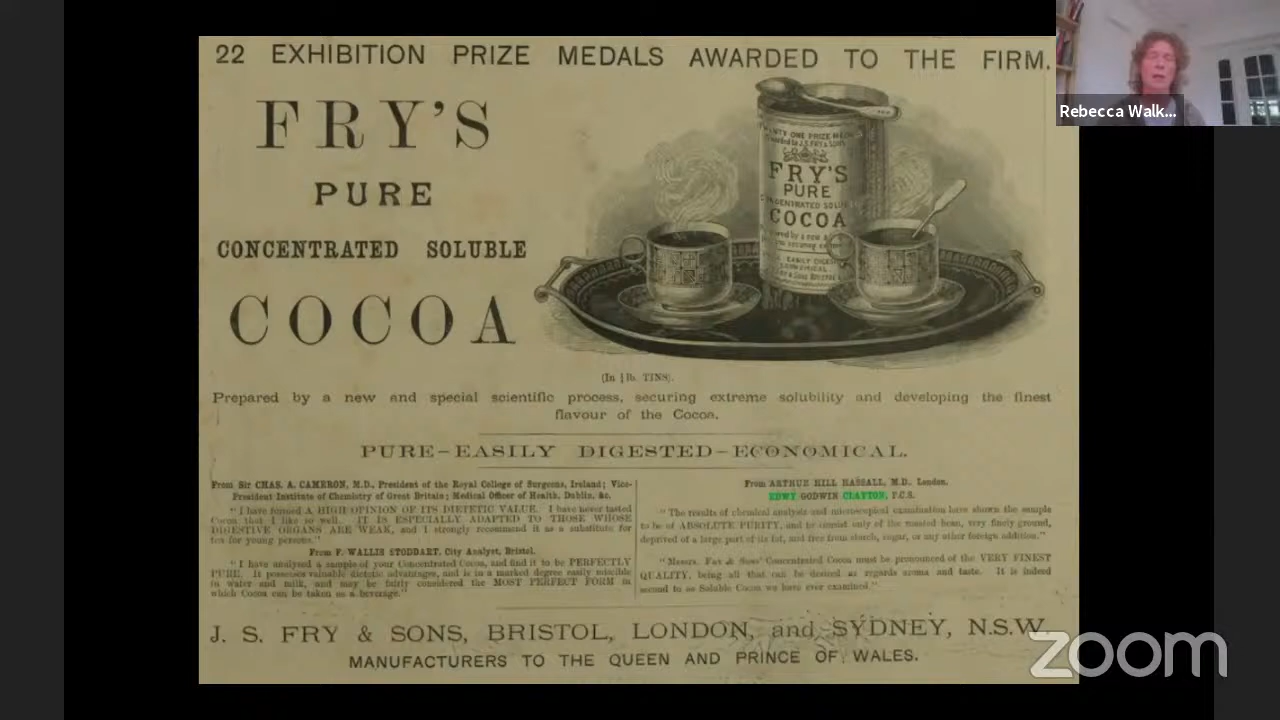 22 EXHIBITION PRIZE MEDALS AWARDED TO THE FIRM.
FRY'S
PURE
CONCENTRATED SOLUBLE
COCOA
FRY'S
PURE
COCOA
(In ½ lb. TINS).
Prepared by a new and special scientific process, securing extreme solubility and developing the finest
flavour of the Cocoa.
PURE–EASILY DIGESTED–ECONOMICAL.
From Sir CHAS. A. CAMERON, M.D., President of the Royal College of Surgeons, Ireland; Vice-
President Institute of Chemistry of Great Britain; Medical Officer of Health, Dublin, &c.
"I have formed A HIGH OPINION OF ITS DIETETIC VALUE. I have never tasted
Cocoa that I like so well. IT IS ESPECIALLY ADAPTED TO THOSE WHOSE
DIGESTIVE ORGANS ARE WEAK, and I strongly recommend it as a substitute for
tea for young persons."
From F. WALLIS STODDART, City Analyst, Bristol.
"I have analysed a sample of your Concentrated Cocoa, and find it to be PERFECTLY
PURE. It possesses valuable dietetic advantages, and is in a marked degree easily miscible
in water and milk, and may be fairly considered the MOST PERFECT FORM in
which Cocoa can be taken as a beverage."
From ARTHUR HILL HASSALL, M.D., London.
EDWY GODWIN CLAYTON, F.C.S.
"The results of chemical analysis and microscopical examination have shown the sample
to be of ABSOLUTE PURITY, and to consist only of the roasted bean, very finely ground,
deprived of a large part of its fat, and free from starch, sugar, or any other foreign addition."
"Messrs. Fry & Sons' Concentrated Cocoa must be pronounced of the VERY FINEST
QUALITY, being all that can be desired as regards aroma and taste. It is indeed
second to no Soluble Cocoa we have ever examined."
J. S. FRY & SONS, BRISTOL, LONDON, and SYDNEY, N.S.W.
MANUFACTURERS TO THE QUEEN AND PRINCE OF WALES.
Rebecca Walk...
zoom